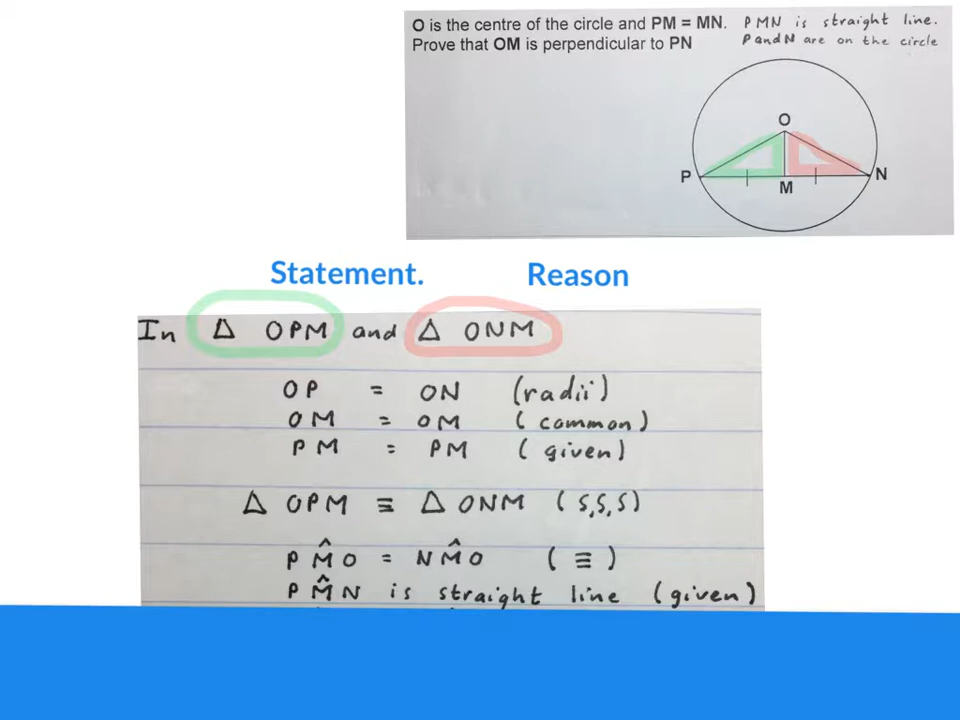 O is the centre of the circle and PM = MN. PMN is straight line.
Prove that OM is perpendicular to PN P and N are on the circle
O
P
M
N
Statement. Reason
In Δ OPM and Δ ONM
OP = ON (radii)
OM = OM (common)
PM = PM (given)
Δ OPM ≡ Δ ONM (S,S,S)
PM̂O = NM̂O (≡)
PM̂N is straight line (given)